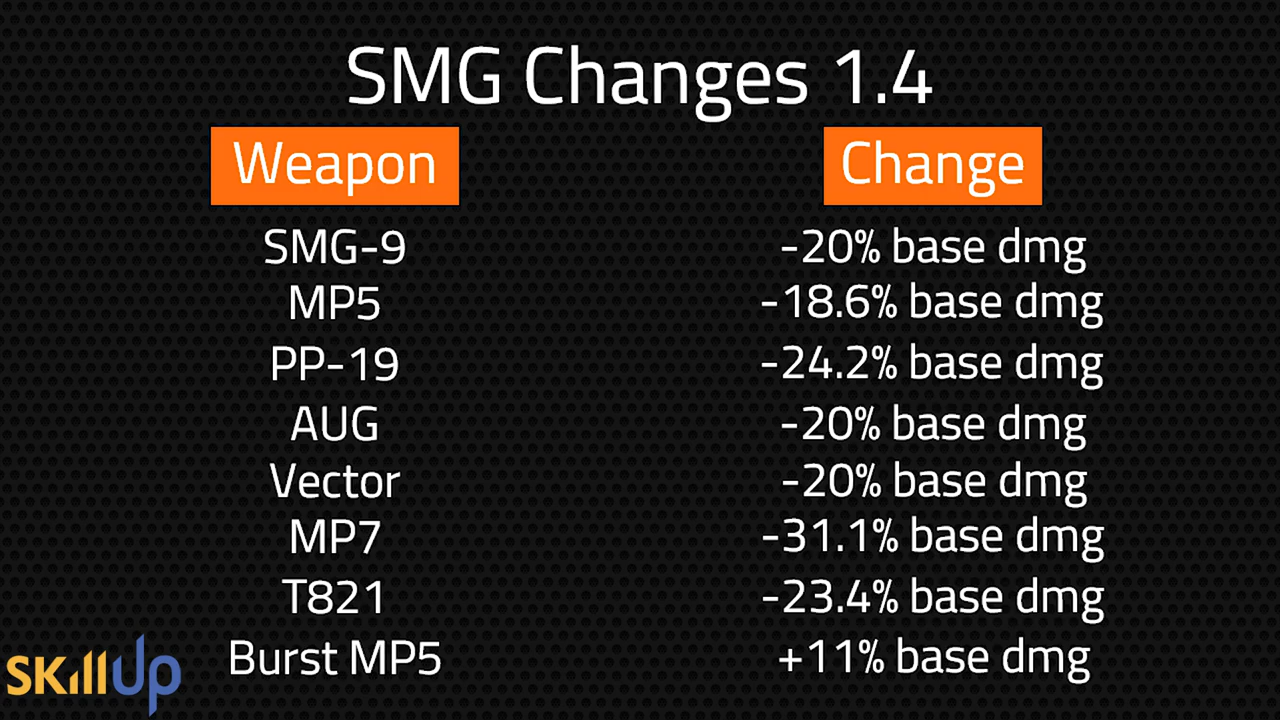 SMG Changes 1.4
Weapon Change
SMG-9 -20% base dmg
MP5 -18.6% base dmg
PP-19 -24.2% base dmg
AUG -20% base dmg
Vector -20% base dmg
MP7 -31.1% base dmg
T821 -23.4% base dmg
Burst MP5 +11% base dmg
SKillUp